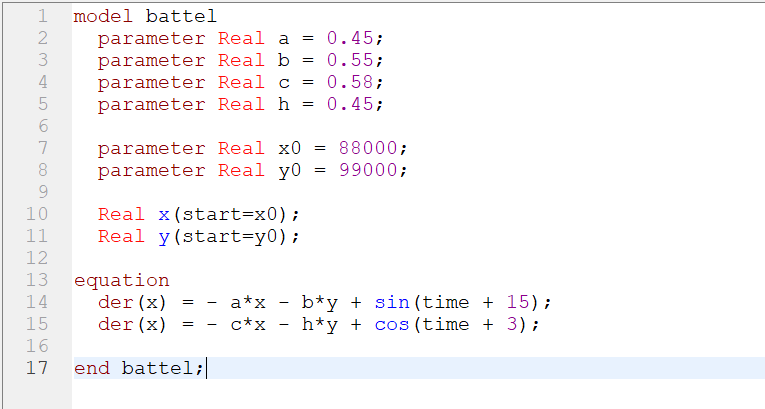 1 model battel
2   parameter Real a = 0.45;
3   parameter Real b = 0.55;
4   parameter Real c = 0.58;
5   parameter Real h = 0.45;
6
7   parameter Real x0 = 88000;
8   parameter Real y0 = 99000;
9
10   Real x(start=x0);
11   Real y(start=y0);
12
13 equation
14   der(x) = - a*x - b*y + sin(time + 15);
15   der(x) = - c*x - h*y + cos(time + 3);
16
17 end battel;